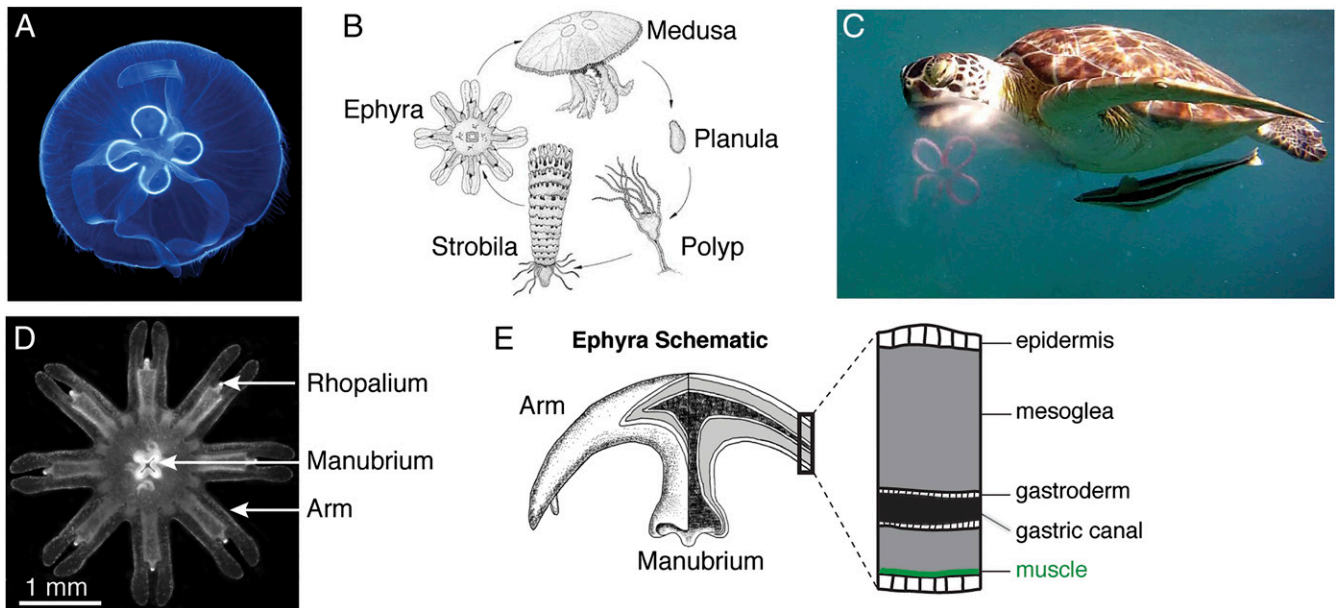 A
B
Medusa
Ephyra
Planula
Strobila
Polyp
C
D
Rhopalium
Manubrium
Arm
1 mm
E
Ephyra Schematic
Arm
Manubrium
epidermis
mesoglea
gastroderm
gastric canal
muscle